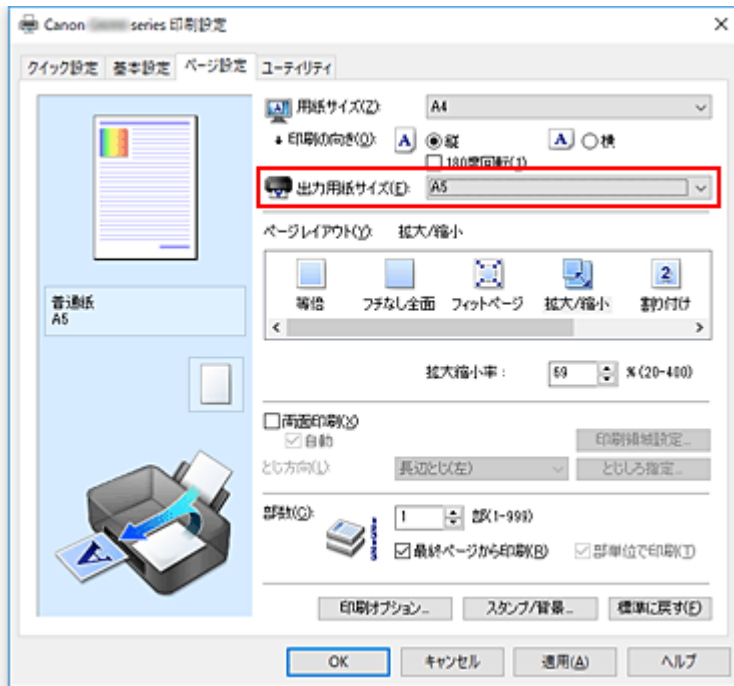 Canon series 印刷設定
クイック設定 基本設定 ページ設定 ユーティリティ
用紙サイズ(Z): A4
印刷の向き(O): A 縦 A 横
180度回転(1)
出力用紙サイズ(E): A5
ページレイアウト(Y): 拡大/縮小
等倍 フチなし全面 フィットページ 拡大/縮小 割り付け
普通紙
A5
拡大縮小率: 69 % (20-400)
両面印刷(X)
自動 印刷領域設定...
とじ方向(L): 長辺とじ(左) とじしろ指定...
部数(C): 1 部(1-999)
最終ページから印刷(R) 部単位で印刷(T)
印刷オプション... スタンプ/背景... 標準に戻す(F)
OK キャンセル 適用(A) ヘルプ